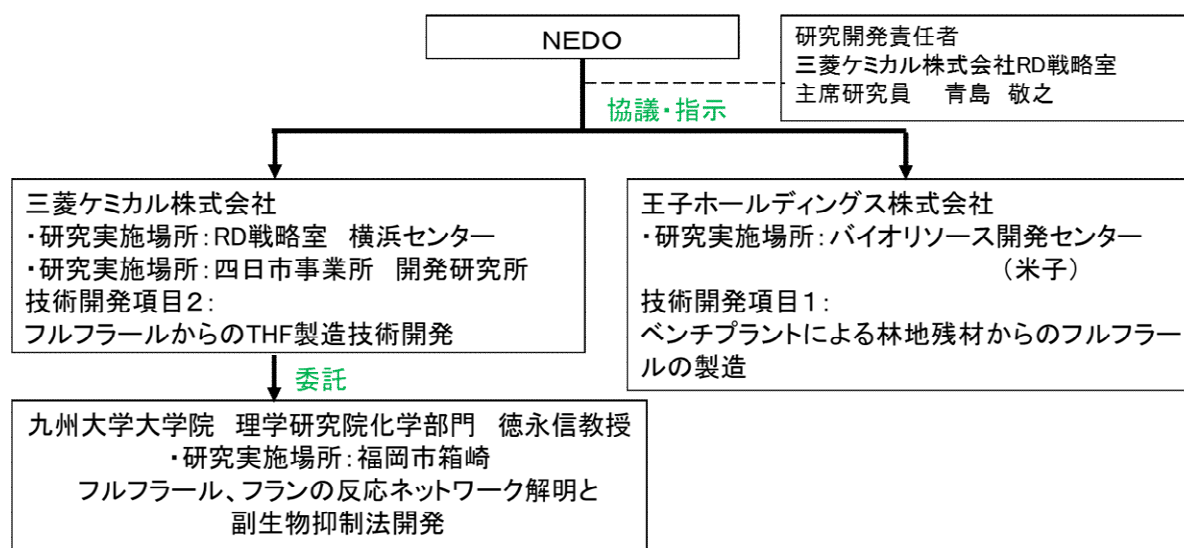 NEDO
研究開発責任者
三菱ケミカル株式会社RD戦略室
主席研究員 青島 敬之
協議・指示
三菱ケミカル株式会社
・研究実施場所:RD戦略室 横浜センター
・研究実施場所:四日市事業所 開発研究所
技術開発項目2:
フルフラールからのTHF製造技術開発
王子ホールディングス株式会社
・研究実施場所:バイオリソース開発センター
(米子)
技術開発項目1:
ベンチプラントによる林地残材からのフルフラー
ルの製造
委託
九州大学大学院 理学研究院化学部門 徳永信教授
・研究実施場所:福岡市箱崎
フルフラール、フランの反応ネットワーク解明と
副生物抑制法開発